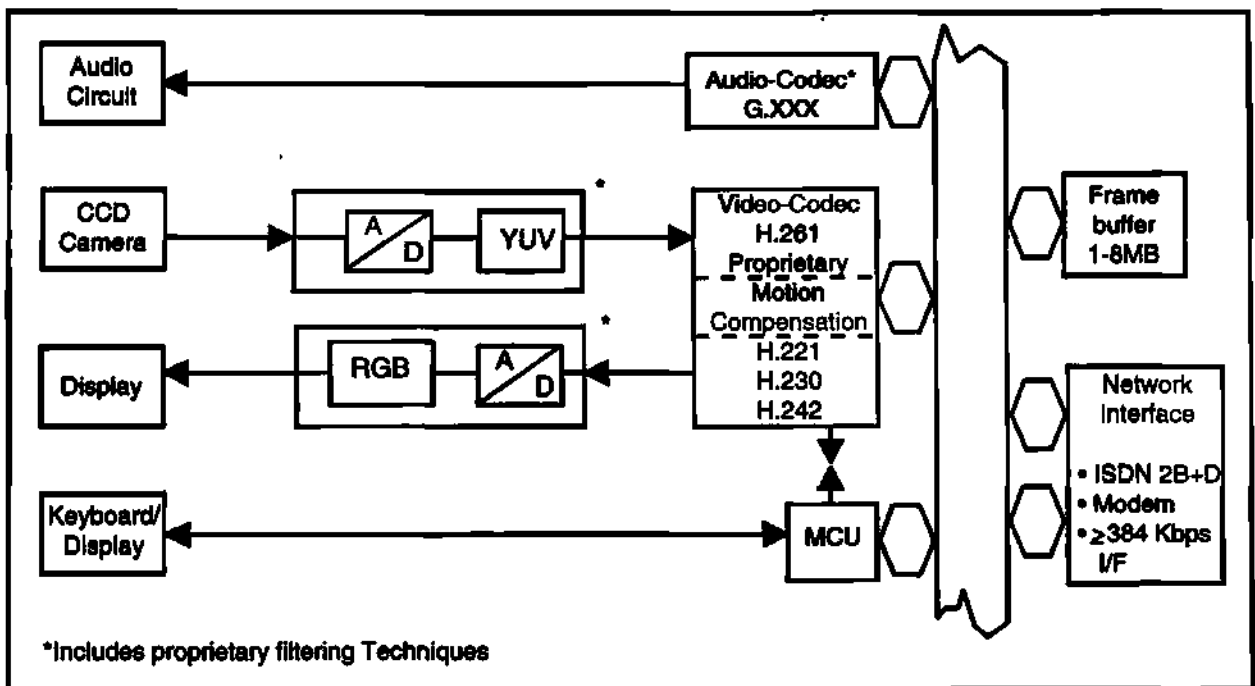 Audio
Circuit
Audio-Codec*
G.XXX
CCD
Camera
A
D
YUV
*
Video-Codec
H.261
Proprietary
Motion
Compensation
H.221
H.230
H.242
Frame
buffer
1-8MB
Display
RGB
A
D
*
Network
Interface
• ISDN 2B+D
• Modem
• ≥384 Kbps
I/F
Keyboard/
Display
MCU
*Includes proprietary filtering Techniques